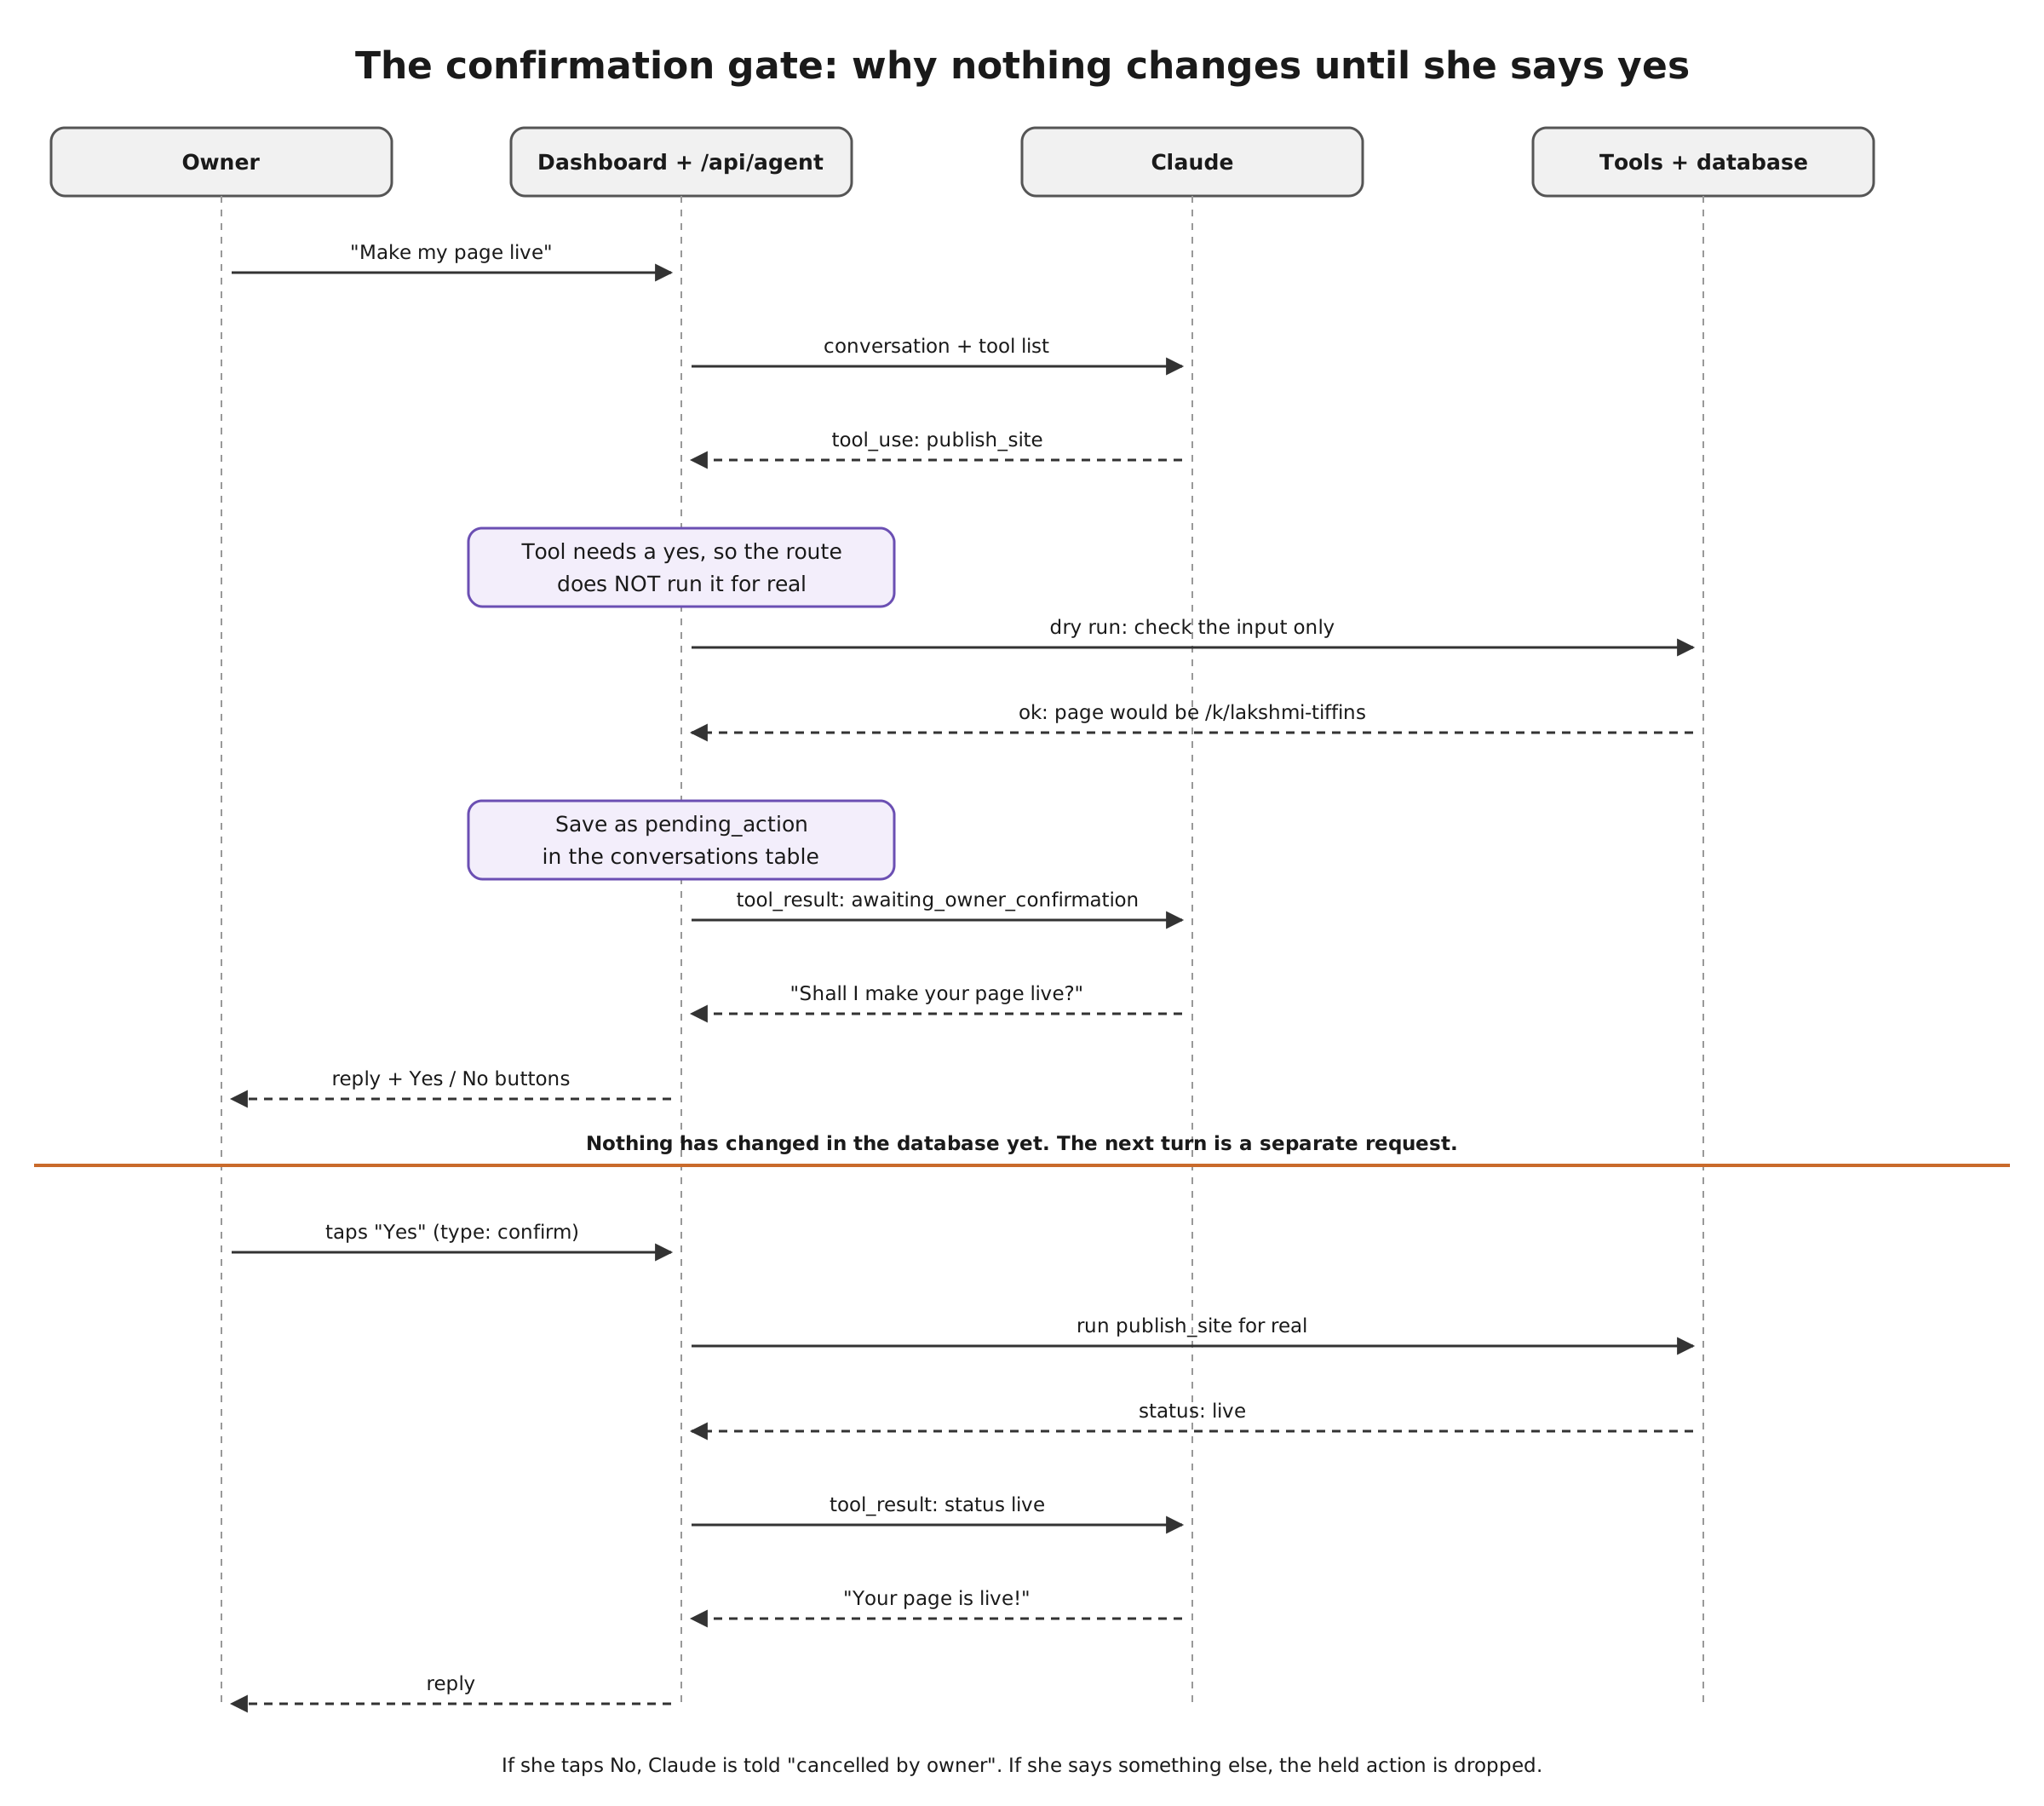 The confirmation gate: why nothing changes until she says yes
Owner
Dashboard + /api/agent
Claude
Tools + database
"Make my page live"
conversation + tool list
tool_use: publish_site
Tool needs a yes, so the route
does NOT run it for real
dry run: check the input only
ok: page would be /k/lakshmi-tiffins
Save as pending_action
in the conversations table
tool_result: awaiting_owner_confirmation
"Shall I make your page live?"
reply + Yes / No buttons
Nothing has changed in the database yet. The next turn is a separate request.
taps "Yes" (type: confirm)
run publish_site for real
status: live
tool_result: status live
"Your page is live!"
reply
If she taps No, Claude is told "cancelled by owner". If she says something else, the held action is dropped.